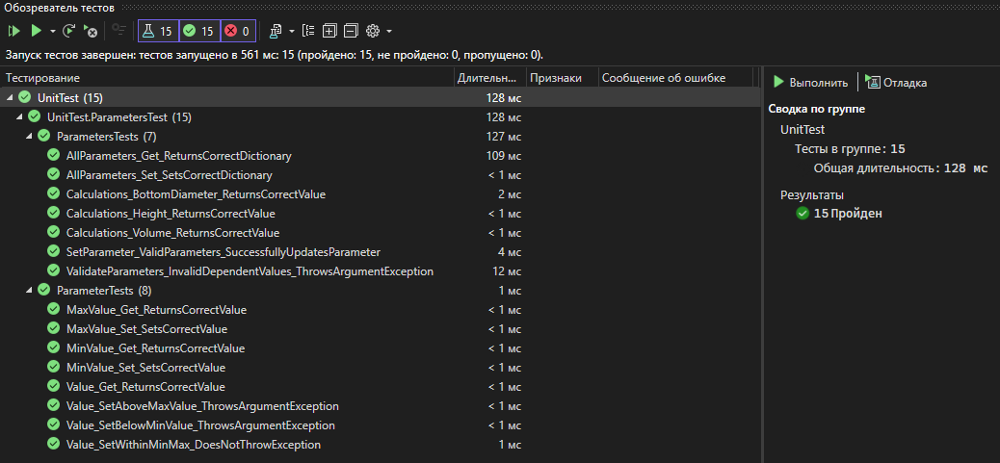 Обозреватель тестов
15 15 0
Запуск тестов завершен: тестов запущено в 561 мс: 15 (пройдено: 15, не пройдено: 0, пропущено: 0).
Тестирование Длительн... Признаки Сообщение об ошибке
UnitTest (15) 128 мс
UnitTest.ParametersTest (15) 128 мс
ParametersTests (7) 127 мс
AllParameters_Get_ReturnsCorrectDictionary 109 мс
AllParameters_Set_SetsCorrectDictionary < 1 мс
Calculations_BottomDiameter_ReturnsCorrectValue 2 мс
Calculations_Height_ReturnsCorrectValue < 1 мс
Calculations_Volume_ReturnsCorrectValue < 1 мс
SetParameter_ValidParameters_SuccessfullyUpdatesParameter 4 мс
ValidateParameters_InvalidDependentValues_ThrowsArgumentException 12 мс
ParameterTests (8) 1 мс
MaxValue_Get_ReturnsCorrectValue < 1 мс
MaxValue_Set_SetsCorrectValue < 1 мс
MinValue_Get_ReturnsCorrectValue < 1 мс
MinValue_Set_SetsCorrectValue < 1 мс
Value_Get_ReturnsCorrectValue < 1 мс
Value_SetAboveMaxValue_ThrowsArgumentException < 1 мс
Value_SetBelowMinValue_ThrowsArgumentException < 1 мс
Value_SetWithinMinMax_DoesNotThrowException 1 мс
Выполнить Отладка
Сводка по группе
UnitTest
Тесты в группе: 15
Общая длительность: 128 мс
Результаты
15 Пройден